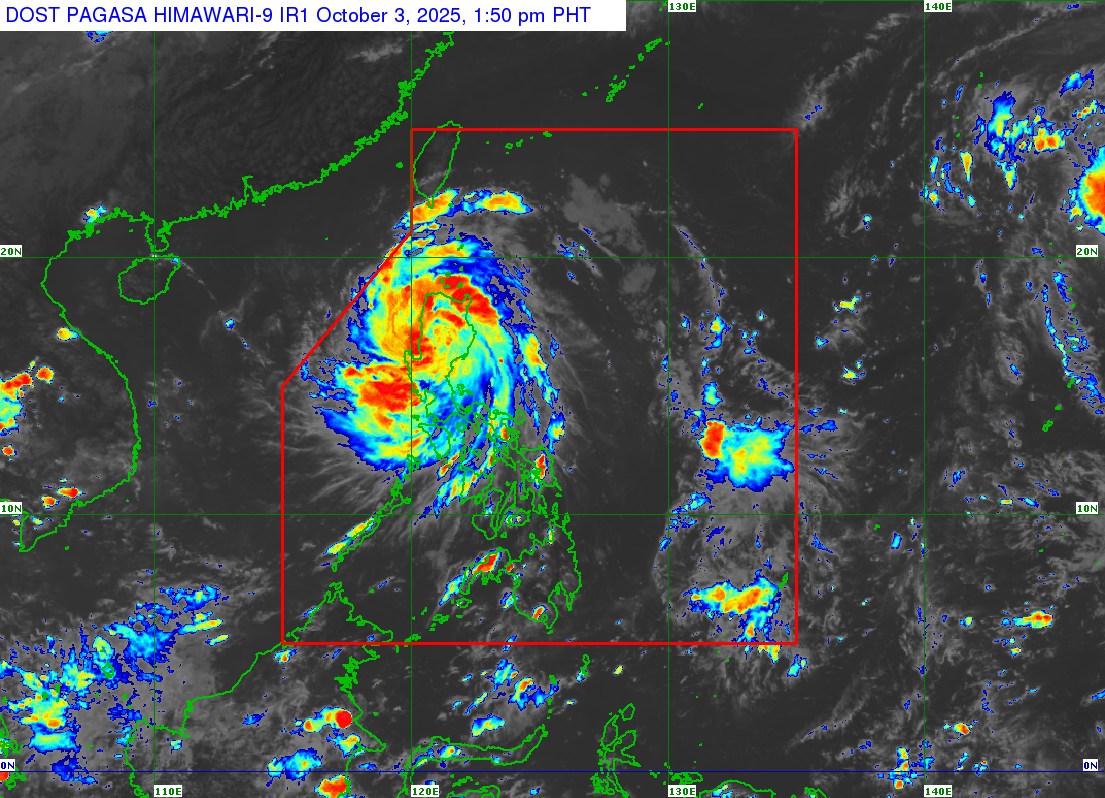 DOST PAGASA HIMAWARI-9 IR1 October 3, 2025, 1:50 pm PHT
130E 140E
20N 20N
10N 10N
0N 0N
110E 120E 130E 140E